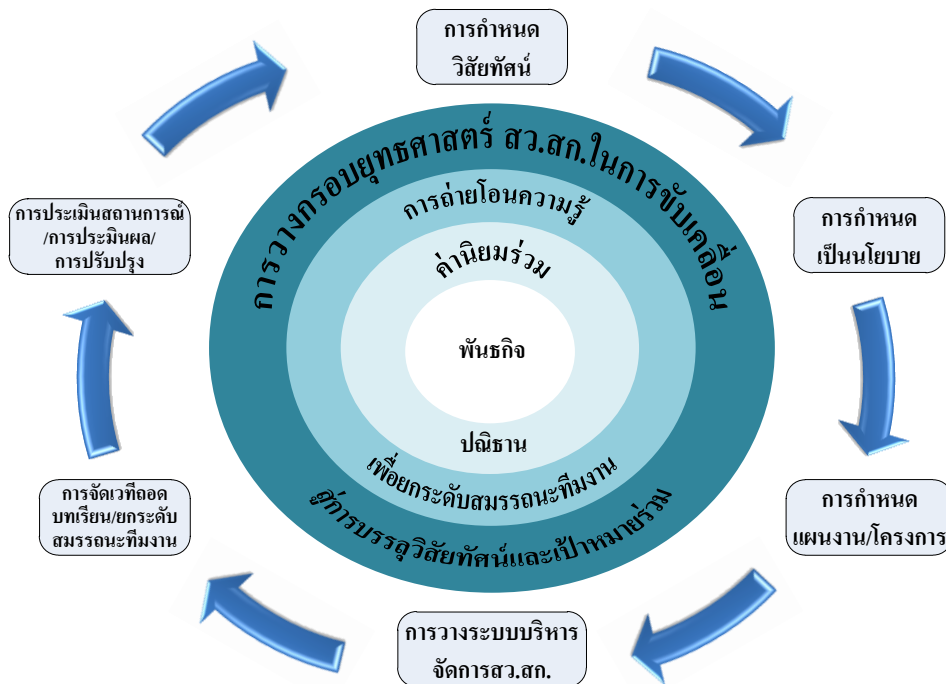 การกำหนด
วิสัยทัศน์
การกำหนด
เป็นนโยบาย
การกำหนด
แผนงาน/โครงการ
การวางระบบบริหาร
จัดการสว.สก.
การจัดเวทีถอด
บทเรียน/ยกระดับ
สมรรถนะทีมงาน
การประเมินสถานการณ์
/การประมินผล/
การปรับปรุง
การวางกรอบยุทธศาสตร์ สว.สก.ในการขับเคลื่อน
การถ่ายโอนความรู้
ค่านิยมร่วม
พันธกิจ
ปณิธาน
เพื่อยกระดับสมรรถนะทีมงาน
สู่การบรรลุวิสัยทัศน์และเป้าหมายร่วม